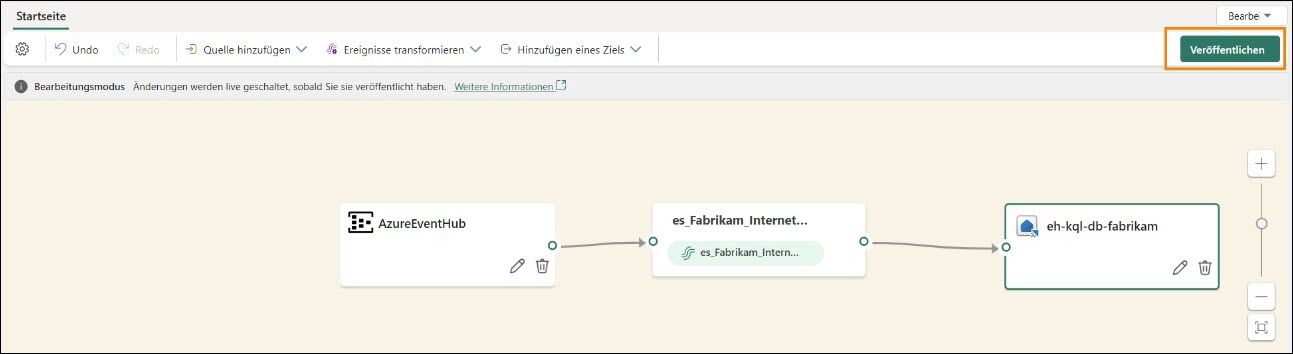 Startseite
Bearbei
Undo Redo Quelle hinzufügen Ereignisse transformieren Hinzufügen eines Ziels Veröffentlichen
Bearbeitungsmodus Änderungen werden live geschaltet, sobald Sie sie veröffentlicht haben. Weitere Informationen
AzureEventHub
es_Fabrikam_Internet...
es_Fabrikam_Intern...
eh-kql-db-fabrikam